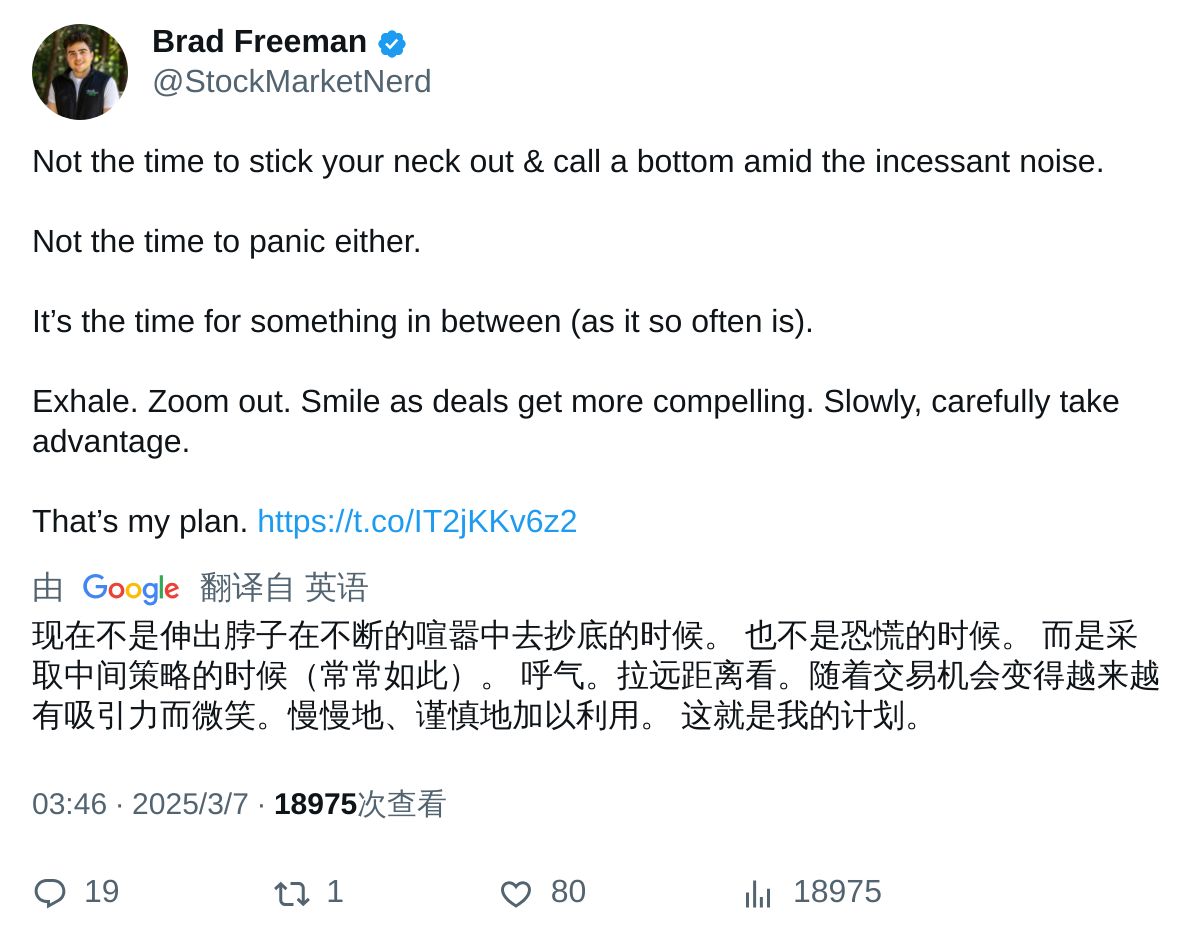 Brad Freeman
@StockMarketNerd
Not the time to stick your neck out & call a bottom amid the incessant noise.
Not the time to panic either.
It’s the time for something in between (as it so often is).
Exhale. Zoom out. Smile as deals get more compelling. Slowly, carefully take
advantage.
That’s my plan. https://t.co/IT2jKKv6z2
由 Google 翻译自 英语
现在不是伸出脖子在不断的喧嚣中去抄底的时候。 也不是恐慌的时候。 而是采
取中间策略的时候（常常如此）。 呼气。拉远距离看。随着交易机会变得越来越
有吸引力而微笑。慢慢地、谨慎地加以利用。 这就是我的计划。
03:46 · 2025/3/7 · 18975次查看
19 1 80 18975